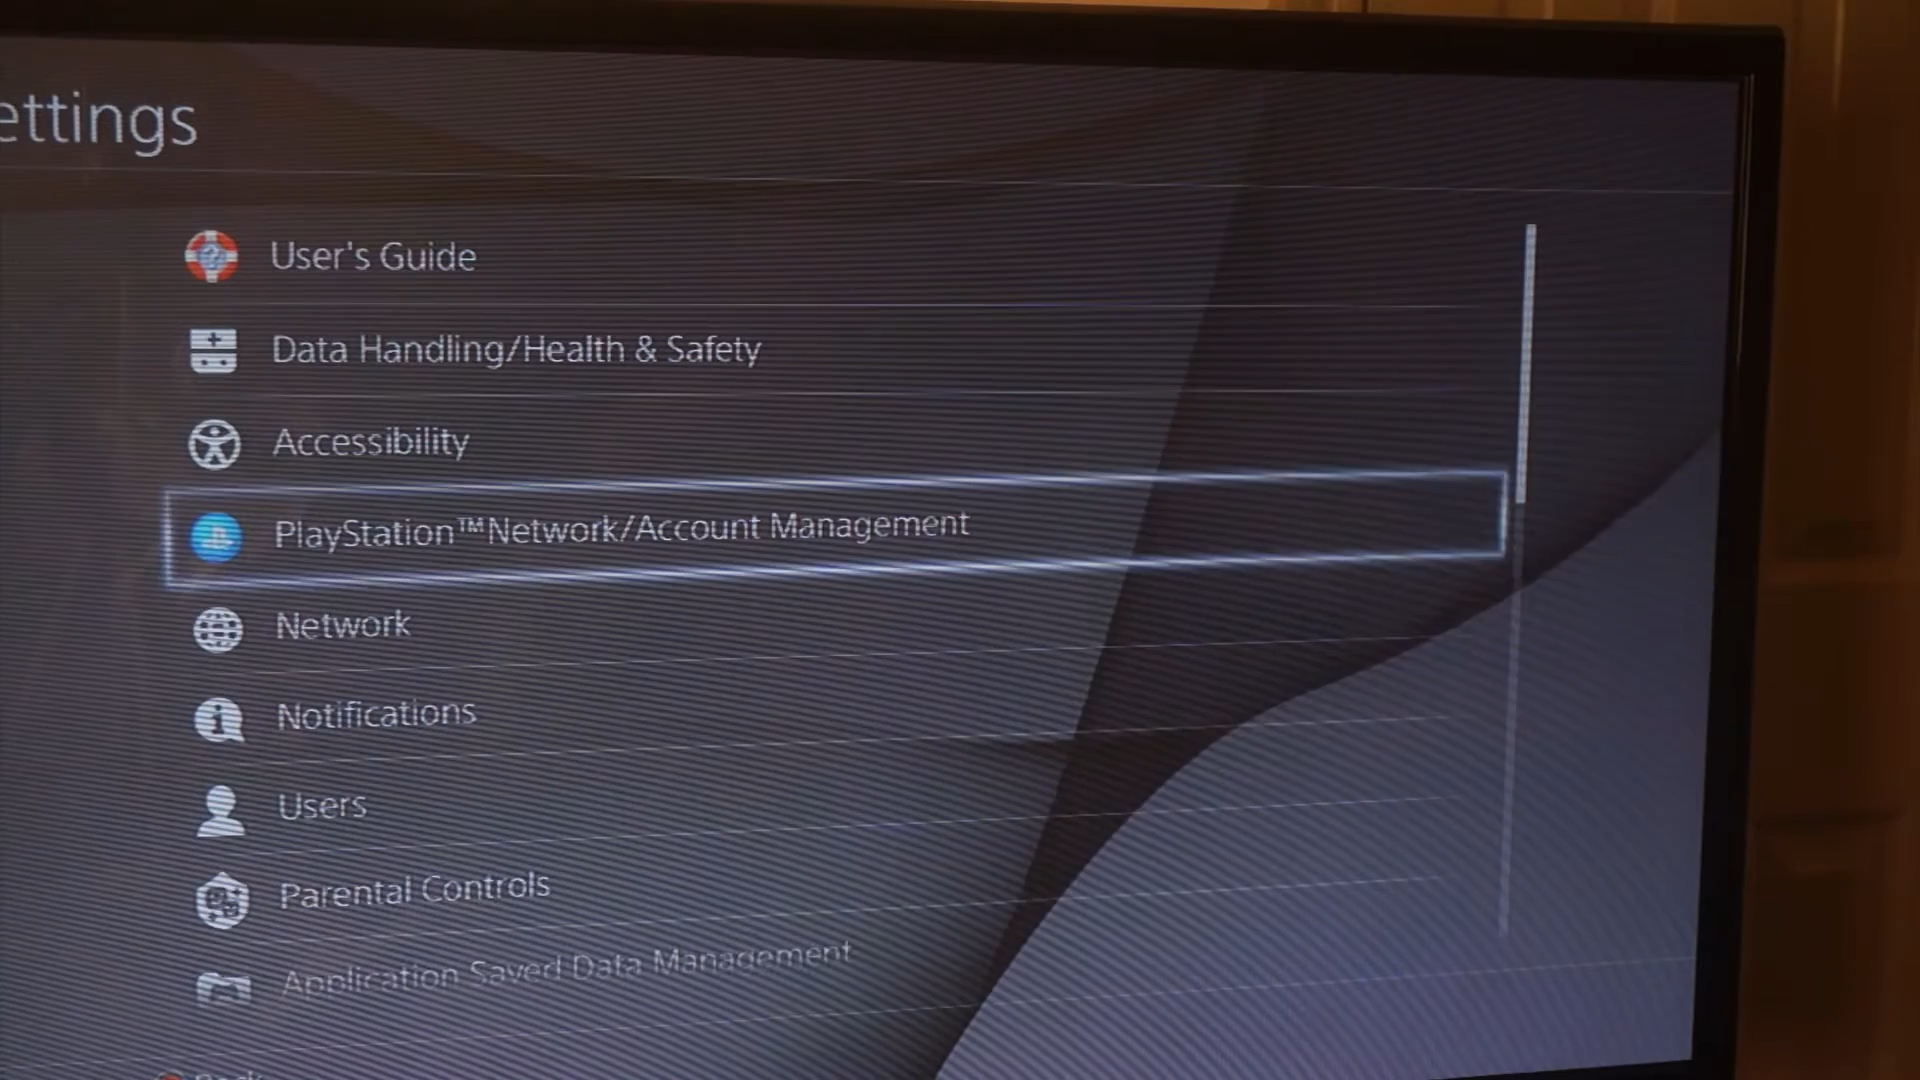 ettings
User's Guide
Data Handling/Health & Safety
Accessibility
PlayStation™Network/Account Management
Network
Notifications
Users
Parental Controls
Application Saved Data Management
Back